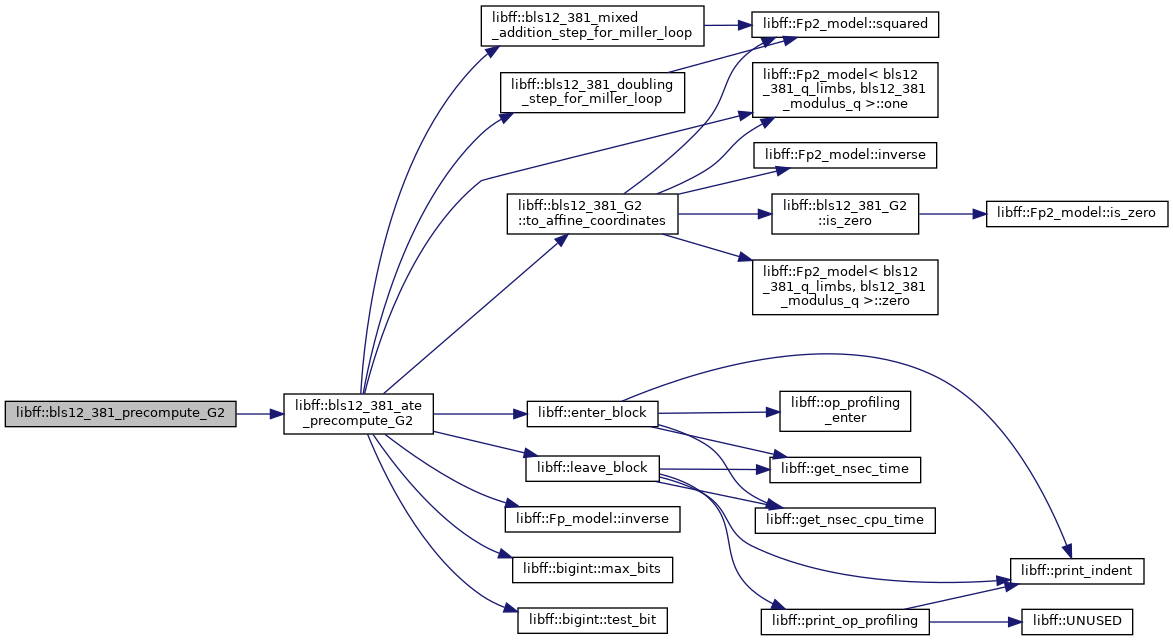 libff::bls12_381_precompute_G2
libff::bls12_381_ate
_precompute_G2
libff::bls12_381_mixed
_addition_step_for_miller_loop
libff::bls12_381_doubling
_step_for_miller_loop
libff::bls12_381_G2
::to_affine_coordinates
libff::enter_block
libff::leave_block
libff::Fp_model::inverse
libff::bigint::max_bits
libff::bigint::test_bit
libff::Fp2_model::squared
libff::Fp2_model< bls12
_381_q_limbs, bls12_381
_modulus_q >::one
libff::Fp2_model::inverse
libff::bls12_381_G2
::is_zero
libff::Fp2_model< bls12
_381_q_limbs, bls12_381
_modulus_q >::zero
libff::op_profiling
_enter
libff::get_nsec_time
libff::get_nsec_cpu_time
libff::print_op_profiling
libff::Fp2_model::is_zero
libff::print_indent
libff::UNUSED